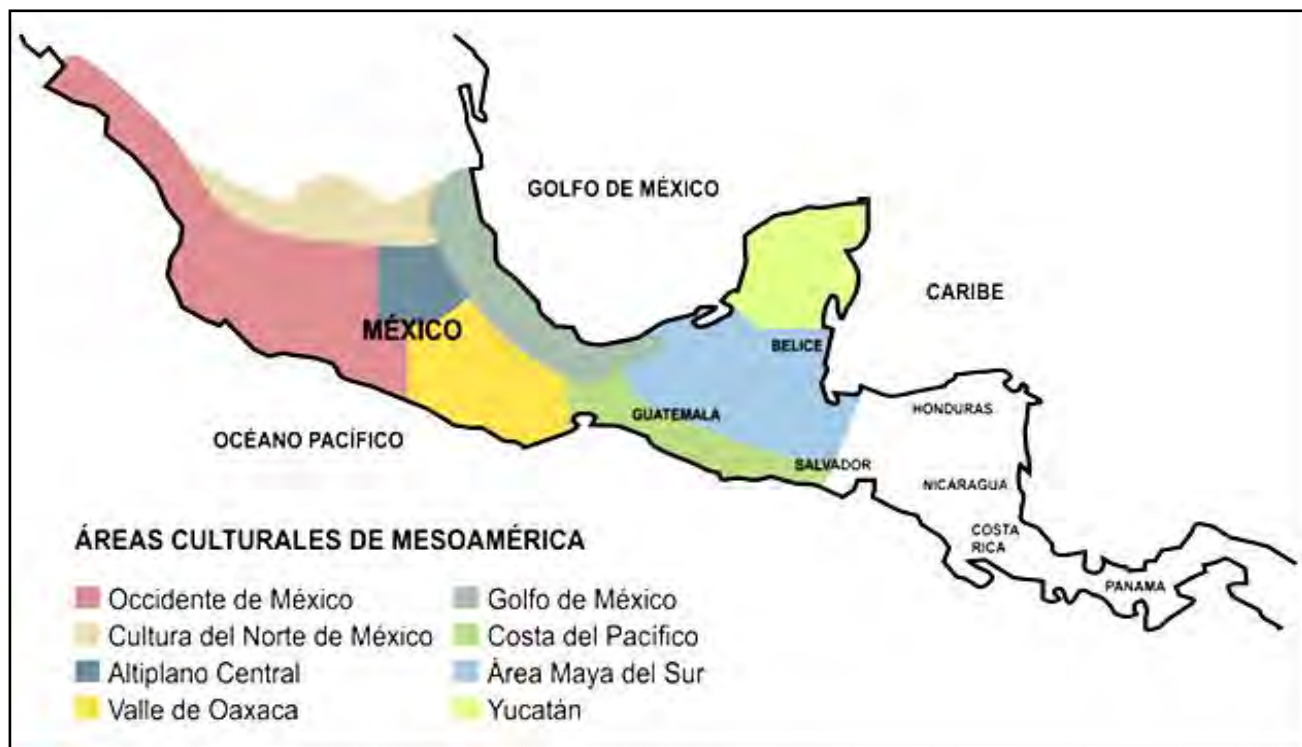 GOLFO DE MÉXICO
CARIBE
MÉXICO
BELICE
GUATEMALA
HONDURAS
OCÉANO PACÍFICO
SALVADOR
NICARAGUA
COSTA
RICA
PANAMA
ÁREAS CULTURALES DE MESOAMÉRICA
Occidente de México
Cultura del Norte de México
Altiplano Central
Valle de Oaxaca
Golfo de México
Costa del Pacífico
Área Maya del Sur
Yucatán